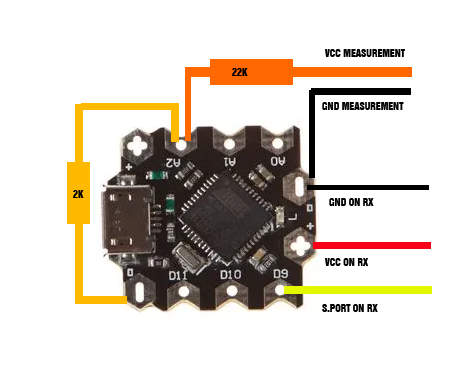 VCC MEASUREMENT
22K
GND MEASUREMENT
A2
A1
A0
2K
GND ON RX
L
VCC ON RX
D11
D10
D9
S.PORT ON RX